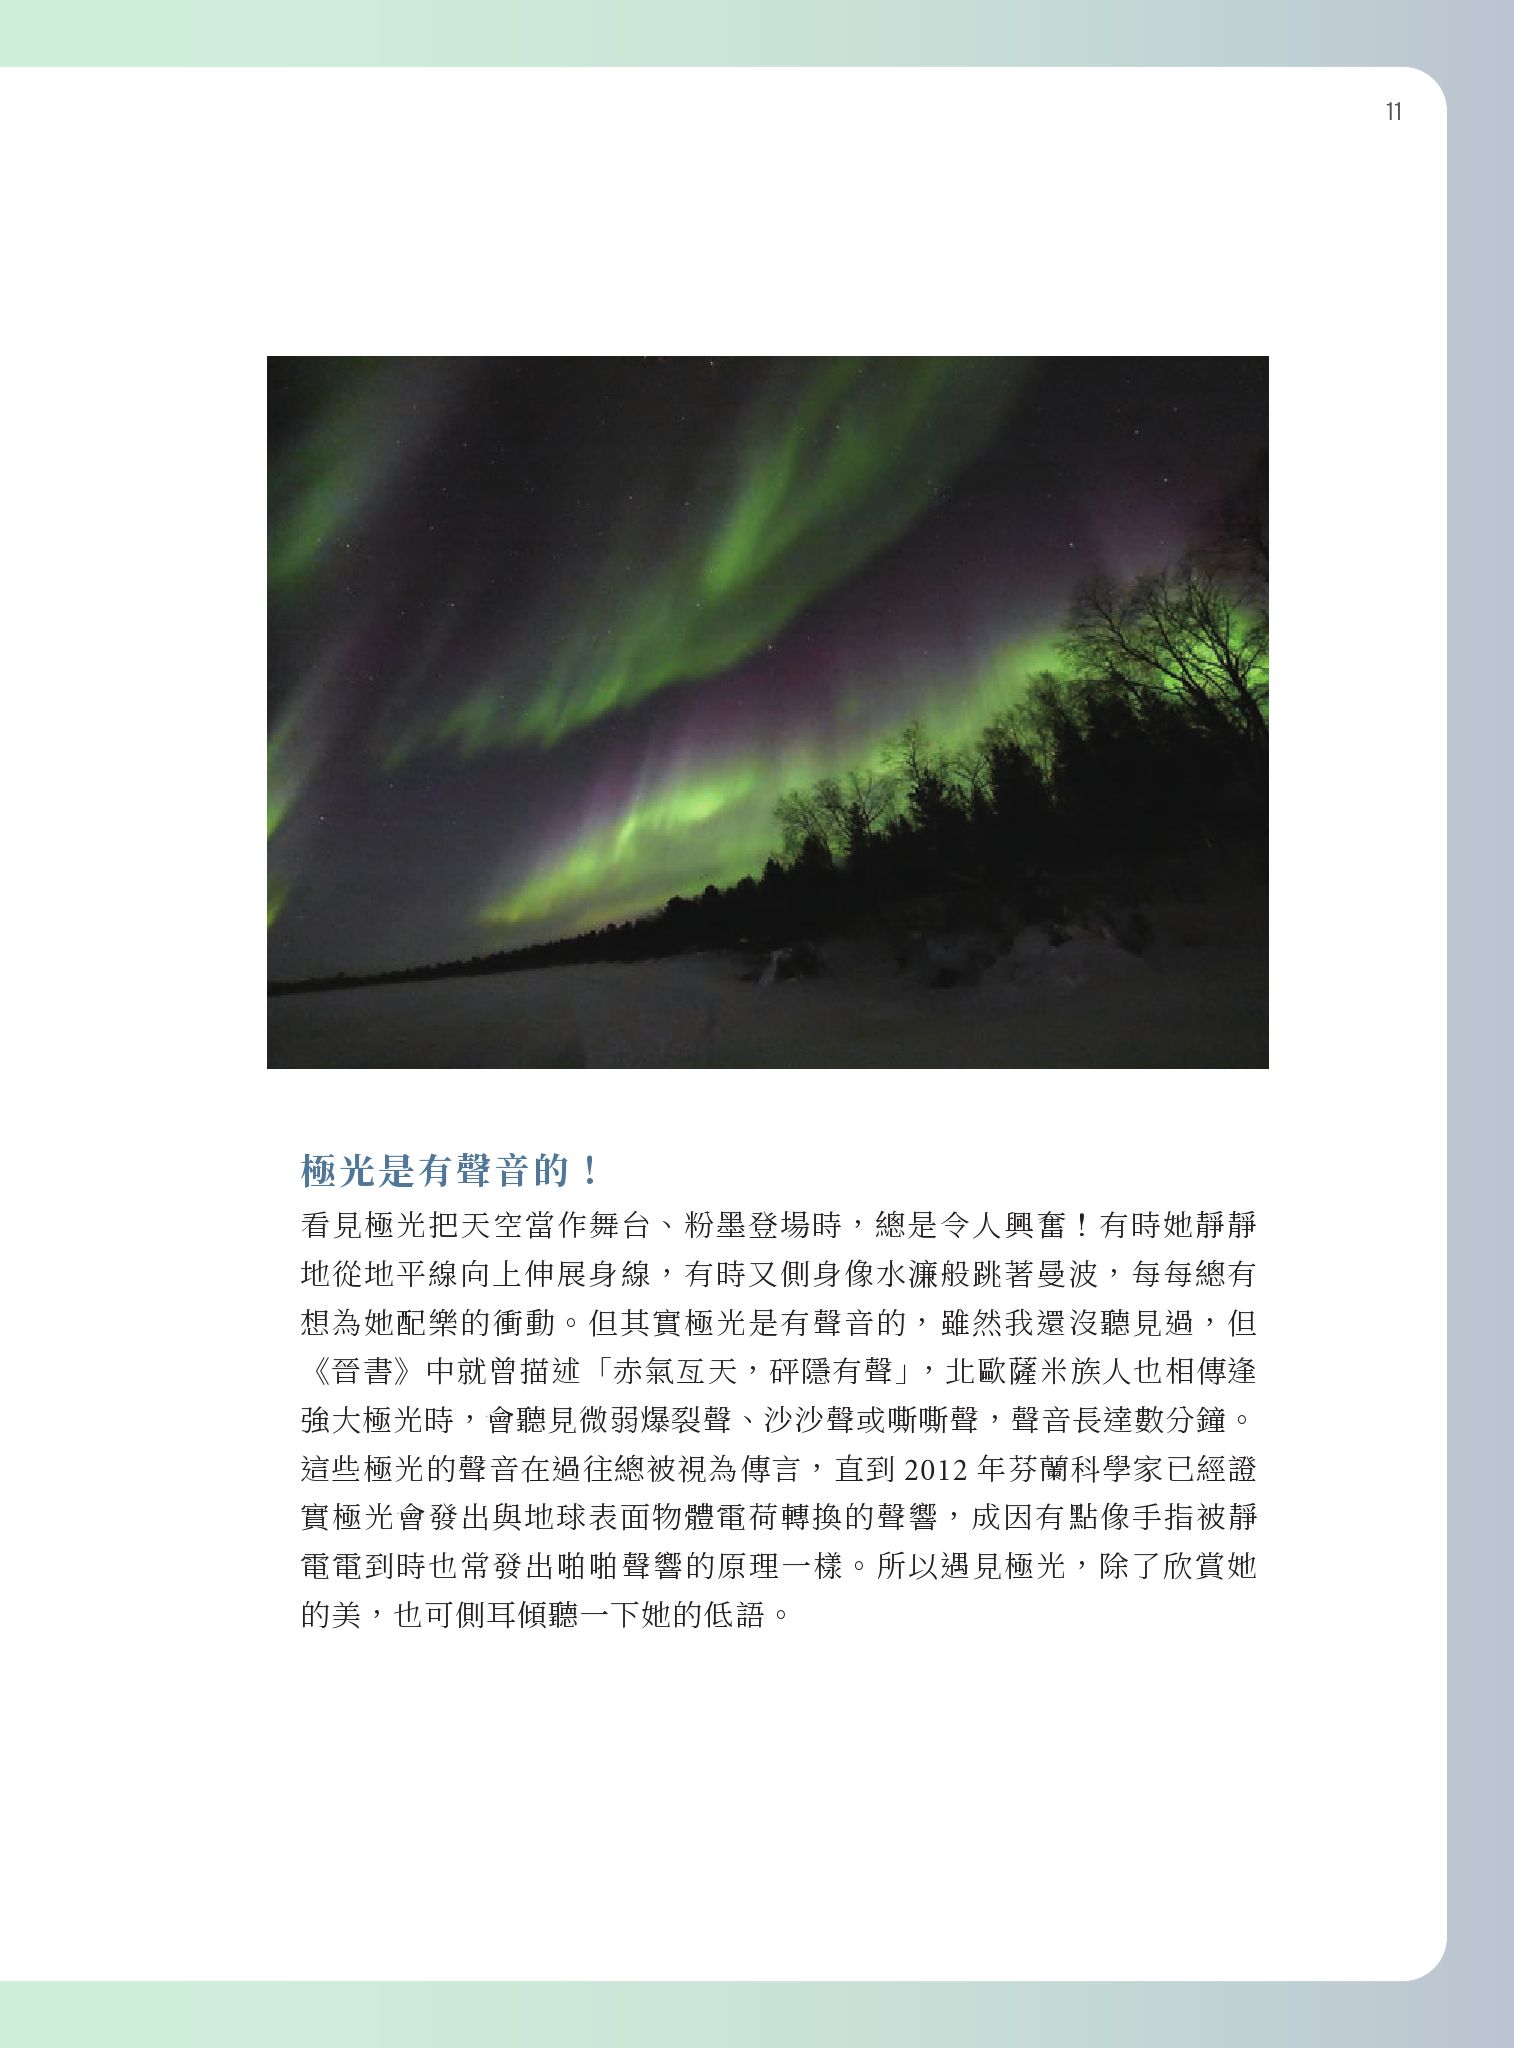 11
極光是有聲音的！
看見極光把天空當作舞台、粉墨登場時，總是令人興奮！有時她靜靜
地從地平線向上伸展身線，有時又側身像水濂般跳著曼波，每每總有
想為她配樂的衝動。但其實極光是有聲音的，雖然我還沒聽見過，但
《晉書》中就曾描述「赤氣亙天，砰隱有聲」，北歐薩米族人也相傳逢
強大極光時，會聽見微弱爆裂聲、沙沙聲或嘶嘶聲，聲音長達數分鐘。
這些極光的聲音在過往總被視為傳言，直到 2012 年芬蘭科學家已經證
實極光會發出與地球表面物體電荷轉換的聲響，成因有點像手指被靜
電電到時也常發出啪啪聲響的原理一樣。所以遇見極光，除了欣賞她
的美，也可側耳傾聽一下她的低語。